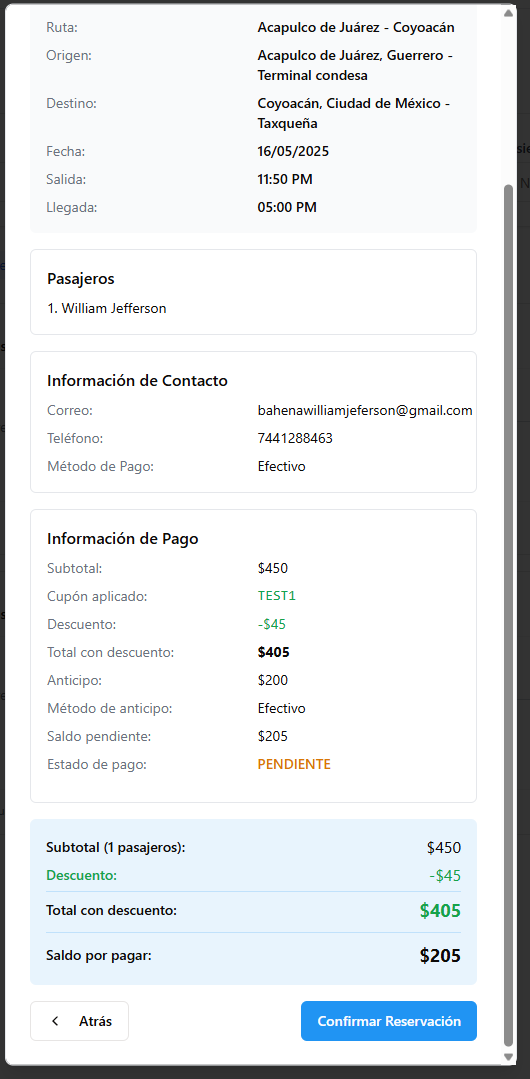 Ruta: Acapulco de Juárez - Coyoacán
Origen: Acapulco de Juárez, Guerrero -
Terminal condesa
Destino: Coyoacán, Ciudad de México -
Taxqueña
Fecha: 16/05/2025
Salida: 11:50 PM
Llegada: 05:00 PM
Pasajeros
1. William Jefferson
Información de Contacto
Correo: bahenawilliamjeferson@gmail.com
Teléfono: 7441288463
Método de Pago: Efectivo
Información de Pago
Subtotal: $450
Cupón aplicado: TEST1
Descuento: -$45
Total con descuento: $405
Anticipo: $200
Método de anticipo: Efectivo
Saldo pendiente: $205
Estado de pago: PENDIENTE
Subtotal (1 pasajeros): $450
Descuento: -$45
Total con descuento: $405
Saldo por pagar: $205
Atrás
Confirmar Reservación